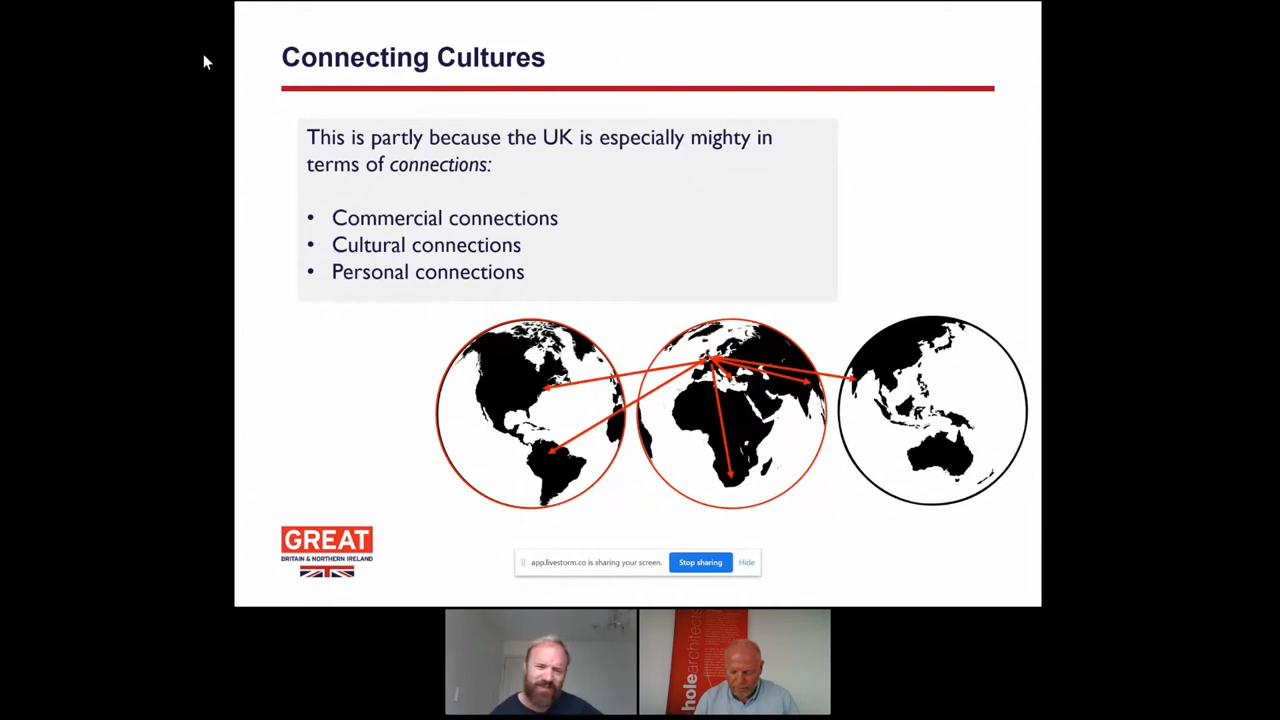 Connecting Cultures
This is partly because the UK is especially mighty in
terms of connections:
• Commercial connections
• Cultural connections
• Personal connections
GREAT
BRITAIN & NORTHERN IRELAND
app.livestorm.co is sharing your screen.
Stop sharing
Hide
holearchitects